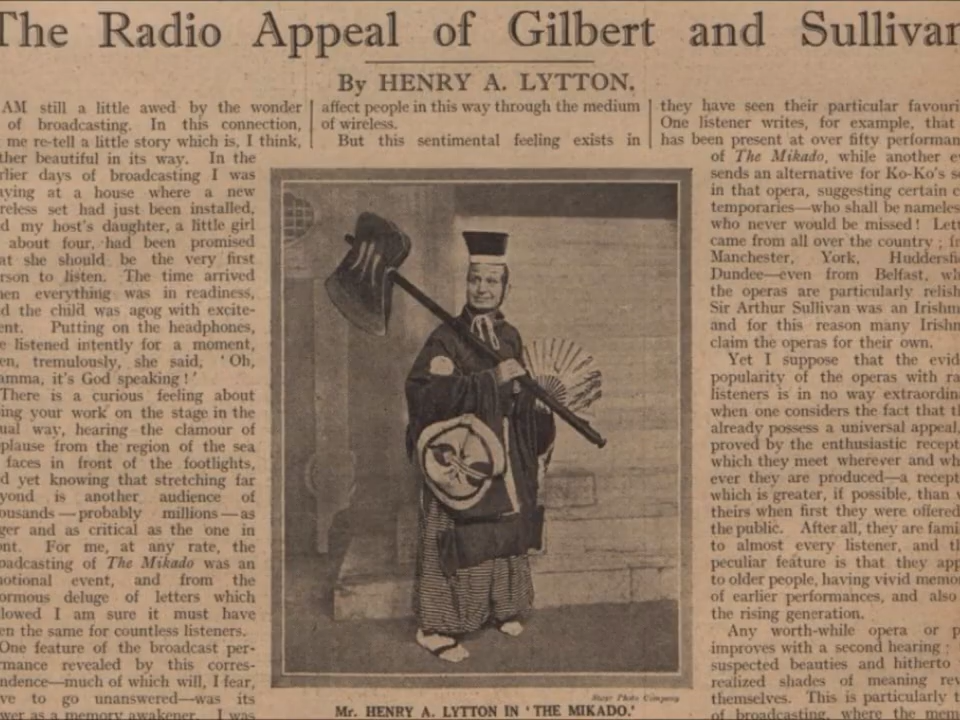 The Radio Appeal of Gilbert and Sullivan
By HENRY A. LYTTON.
AM still a little awed by the wonder
of broadcasting. In this connection,
me re-tell a little story which is, I think,
ther beautiful in its way. In the
rlier days of broadcasting I was
aying at a house where a new
reless set had just been installed,
d my host's daughter, a little girl
about four, had been promised
at she should be the very first
rson to listen. The time arrived
hen everything was in readiness,
d the child was agog with excite-
ent. Putting on the headphones,
e listened intently for a moment,
en, tremulously, she said, 'Oh,
amma, it's God speaking!'
There is a curious feeling about
ing your work on the stage in the
ual way, hearing the clamour of
plause from the region of the sea
faces in front of the footlights,
d yet knowing that stretching far
yond is another audience of
ousands—probably millions—as
ger and as critical as the one in
ont. For me, at any rate, the
oadcasting of The Mikado was an
notional event, and from the
ormous deluge of letters which
lowed I am sure it must have
en the same for countless listeners.
One feature of the broadcast per-
rmance revealed by this corres-
ndence—much of which will, I fear,
ve to go unanswered—was its
wer as a memory awakener. I was
affect people in this way through the medium
of wireless.
But this sentimental feeling exists in
Photo Company
Mr. HENRY A. LYTTON IN 'THE MIKADO.'
they have seen their particular favouri
One listener writes, for example, that
has been present at over fifty performan
of The Mikado, while another e
sends an alternative for Ko-Ko's so
in that opera, suggesting certain c
temporaries—who shall be nameles
who never would be missed! Lett
came from all over the country; fr
Manchester, York, Huddersfie
Dundee—even from Belfast, wh
the operas are particularly relish
Sir Arthur Sullivan was an Irishm
and for this reason many Irishm
claim the operas for their own.
Yet I suppose that the evid
popularity of the operas with ra
listeners is in no way extraordina
when one considers the fact that th
already possess a universal appeal,
proved by the enthusiastic recept
which they meet wherever and wh
ever they are produced—a recept
which is greater, if possible, than
theirs when first they were offered
the public. After all, they are fami
to almost every listener, and th
peculiar feature is that they app
to older people, having vivid memo
of earlier performances, and also
the rising generation.
Any worth-while opera or p
improves with a second hearing;
suspected beauties and hitherto
realized shades of meaning rev
themselves. This is particularly t
of broadcasting, where the mem